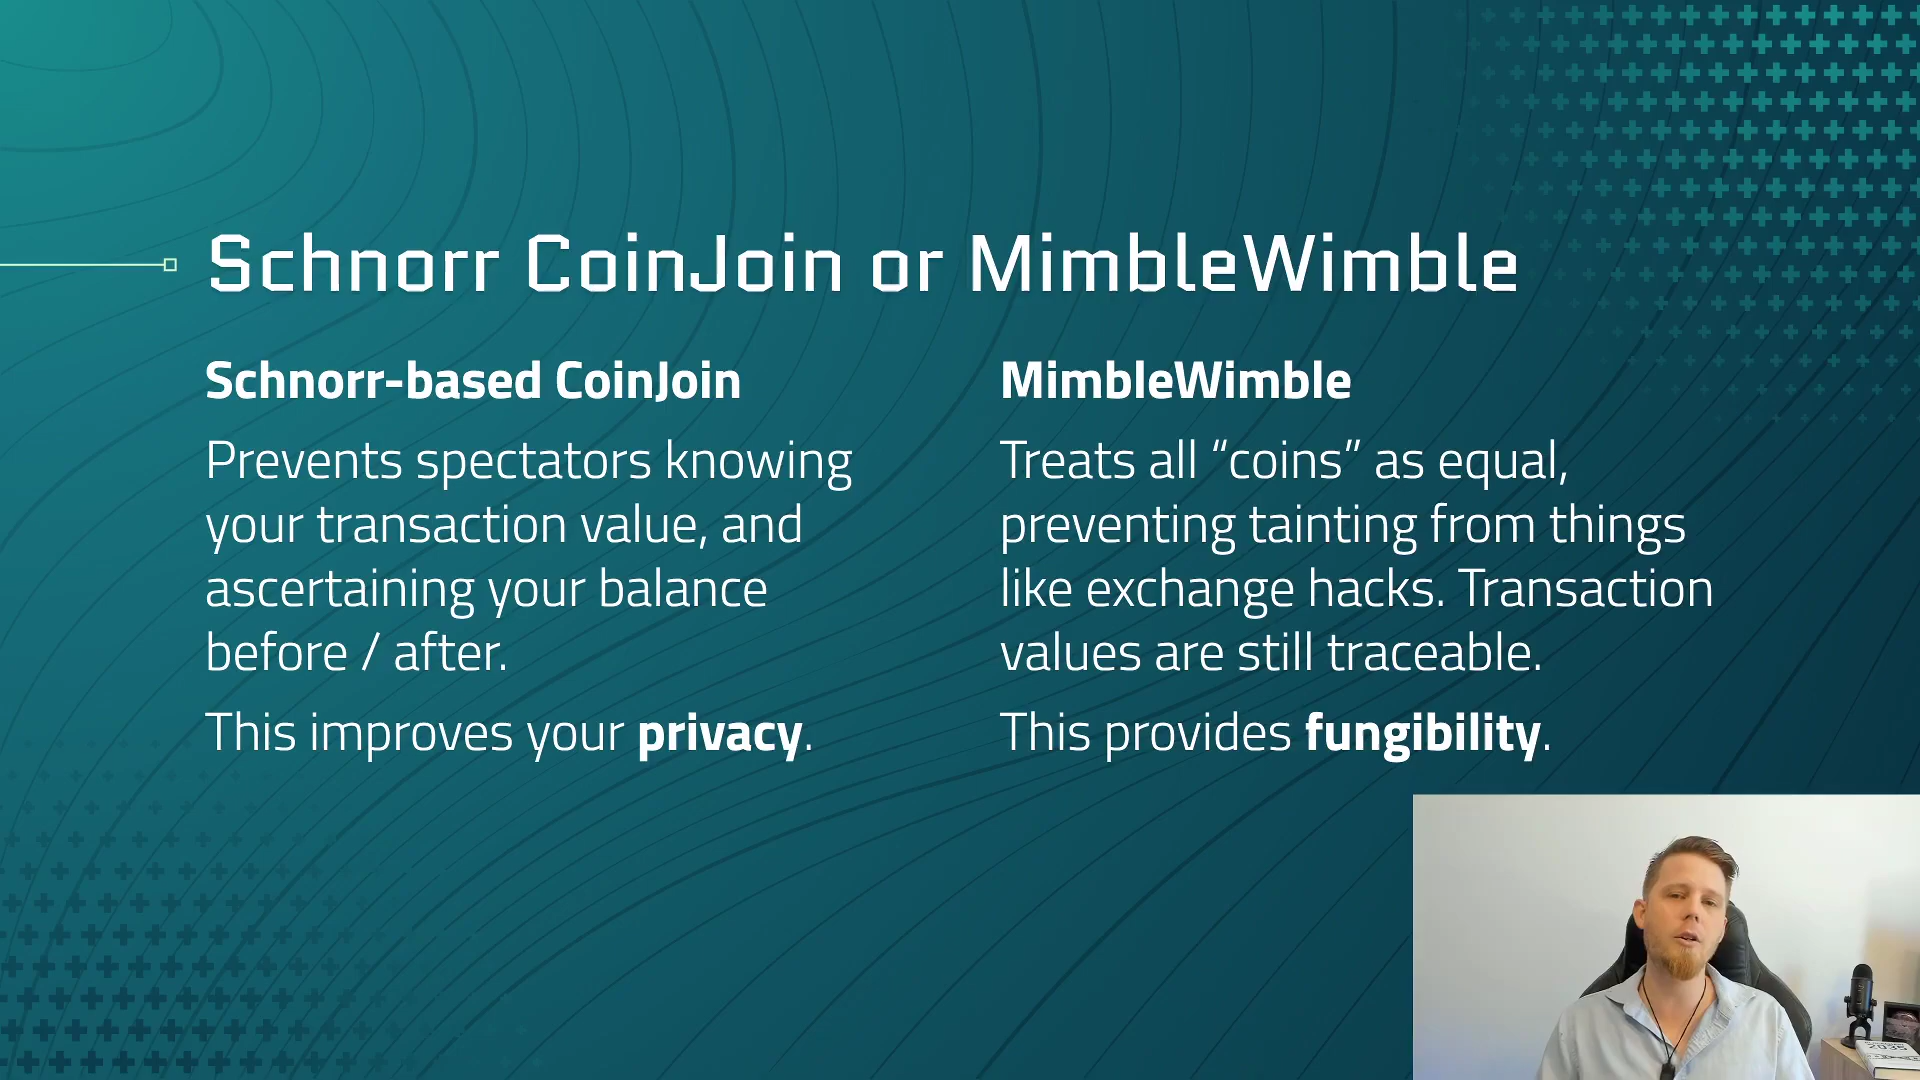 Schnorr CoinJoin or MimbleWimble
Schnorr-based CoinJoin
Prevents spectators knowing
your transaction value, and
ascertaining your balance
before / after.
This improves your privacy.
MimbleWimble
Treats all “coins” as equal,
preventing tainting from things
like exchange hacks. Transaction
values are still traceable.
This provides fungibility.